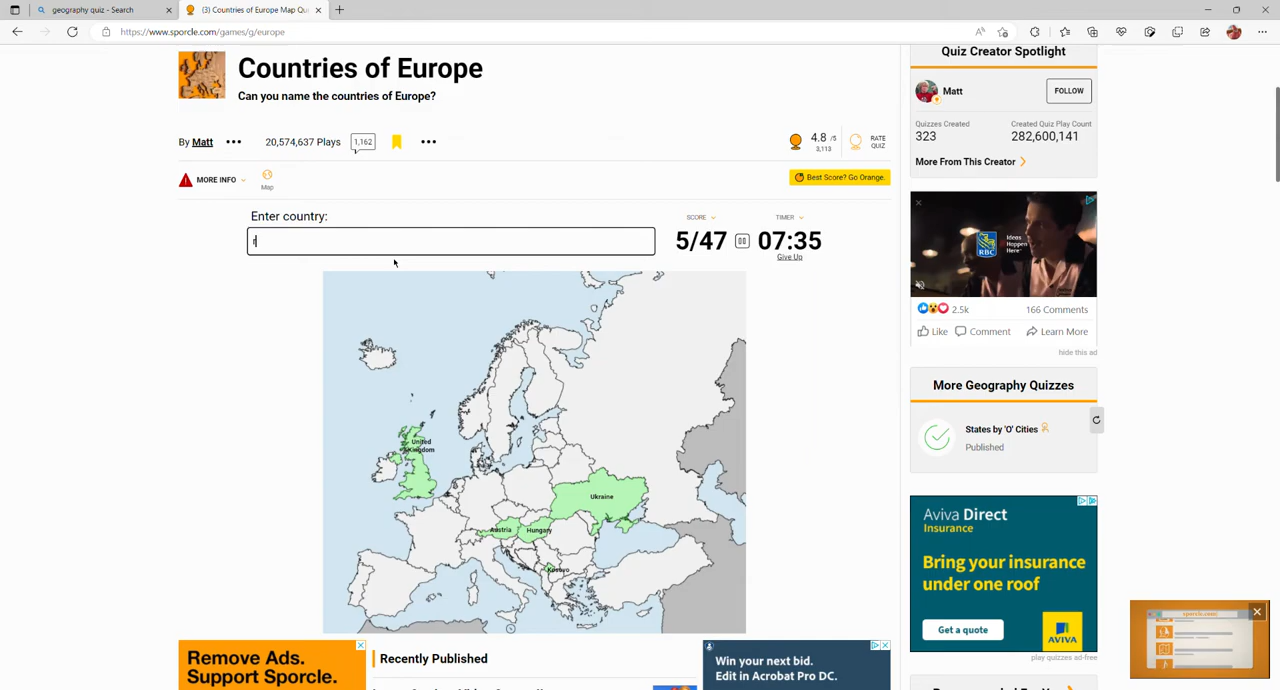 geography quiz - Search
(3) Countries of Europe Map Qu
https://www.sporcle.com/games/g/europe
Countries of Europe
Can you name the countries of Europe?
By Matt
20,574,637 Plays
1,162
4.8 /5
3,113
RATE QUIZ
MORE INFO
Map
Best Score? Go Orange.
Enter country:
SCORE
5/47
TIMER
07:35
Give Up
United
Kingdom
Ukraine
Austria
Hungary
Kosovo
Remove Ads.
Support Sporcle.
Recently Published
Win your next bid.
Edit in Acrobat Pro DC.
Quiz Creator Spotlight
Matt
FOLLOW
Quizzes Created
323
Created Quiz Play Count
282,600,141
More From This Creator
Ideas
Happen
Here
RBC
2.5k
166 Comments
Like
Comment
Learn More
hide this ad
More Geography Quizzes
States by 'O' Cities
Published
Aviva Direct
Insurance
Bring your insurance
under one roof
Get a quote
AVIVA
play quizzes ad-free
sporcle.com